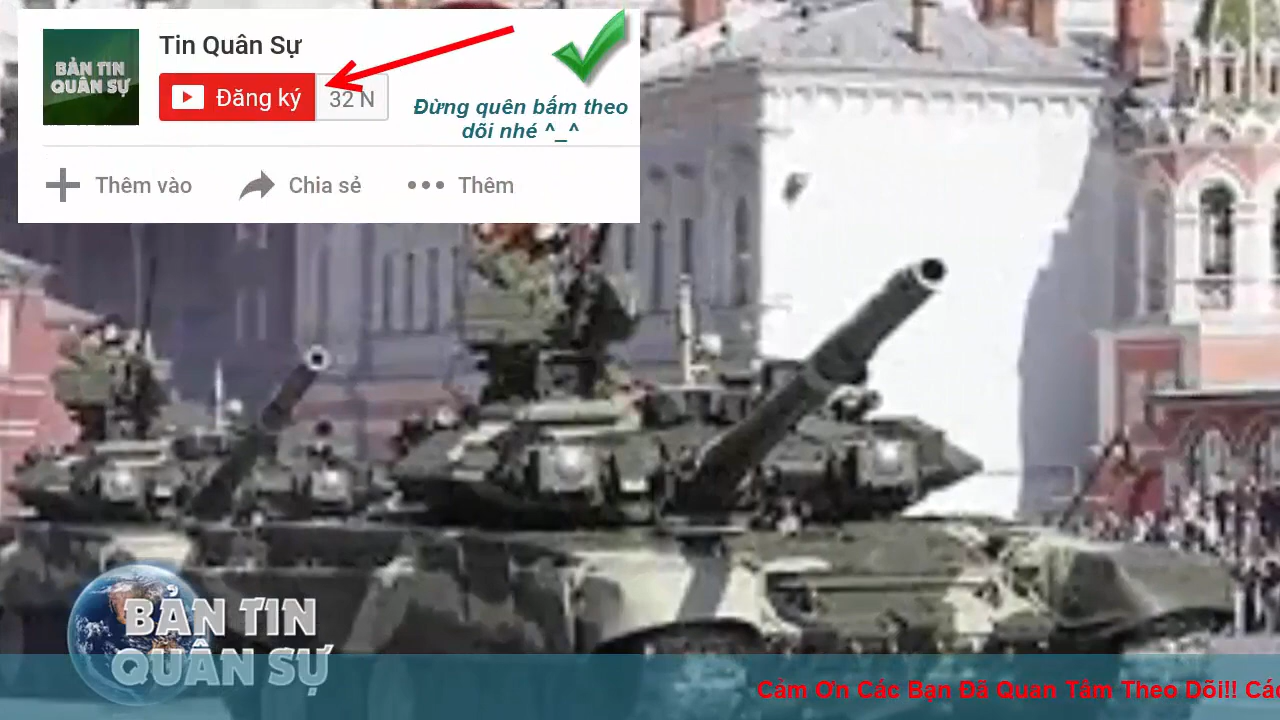 Tin Quân Sự
BẢN TIN
QUÂN SỰ
Đăng ký
32 N
Đừng quên bấm theo
dõi nhé ^_^
Thêm vào
Chia sẻ
Thêm
BẢN TIN
QUÂN SỰ
Cảm Ơn Các Bạn Đã Quan Tâm Theo Dõi!! Các